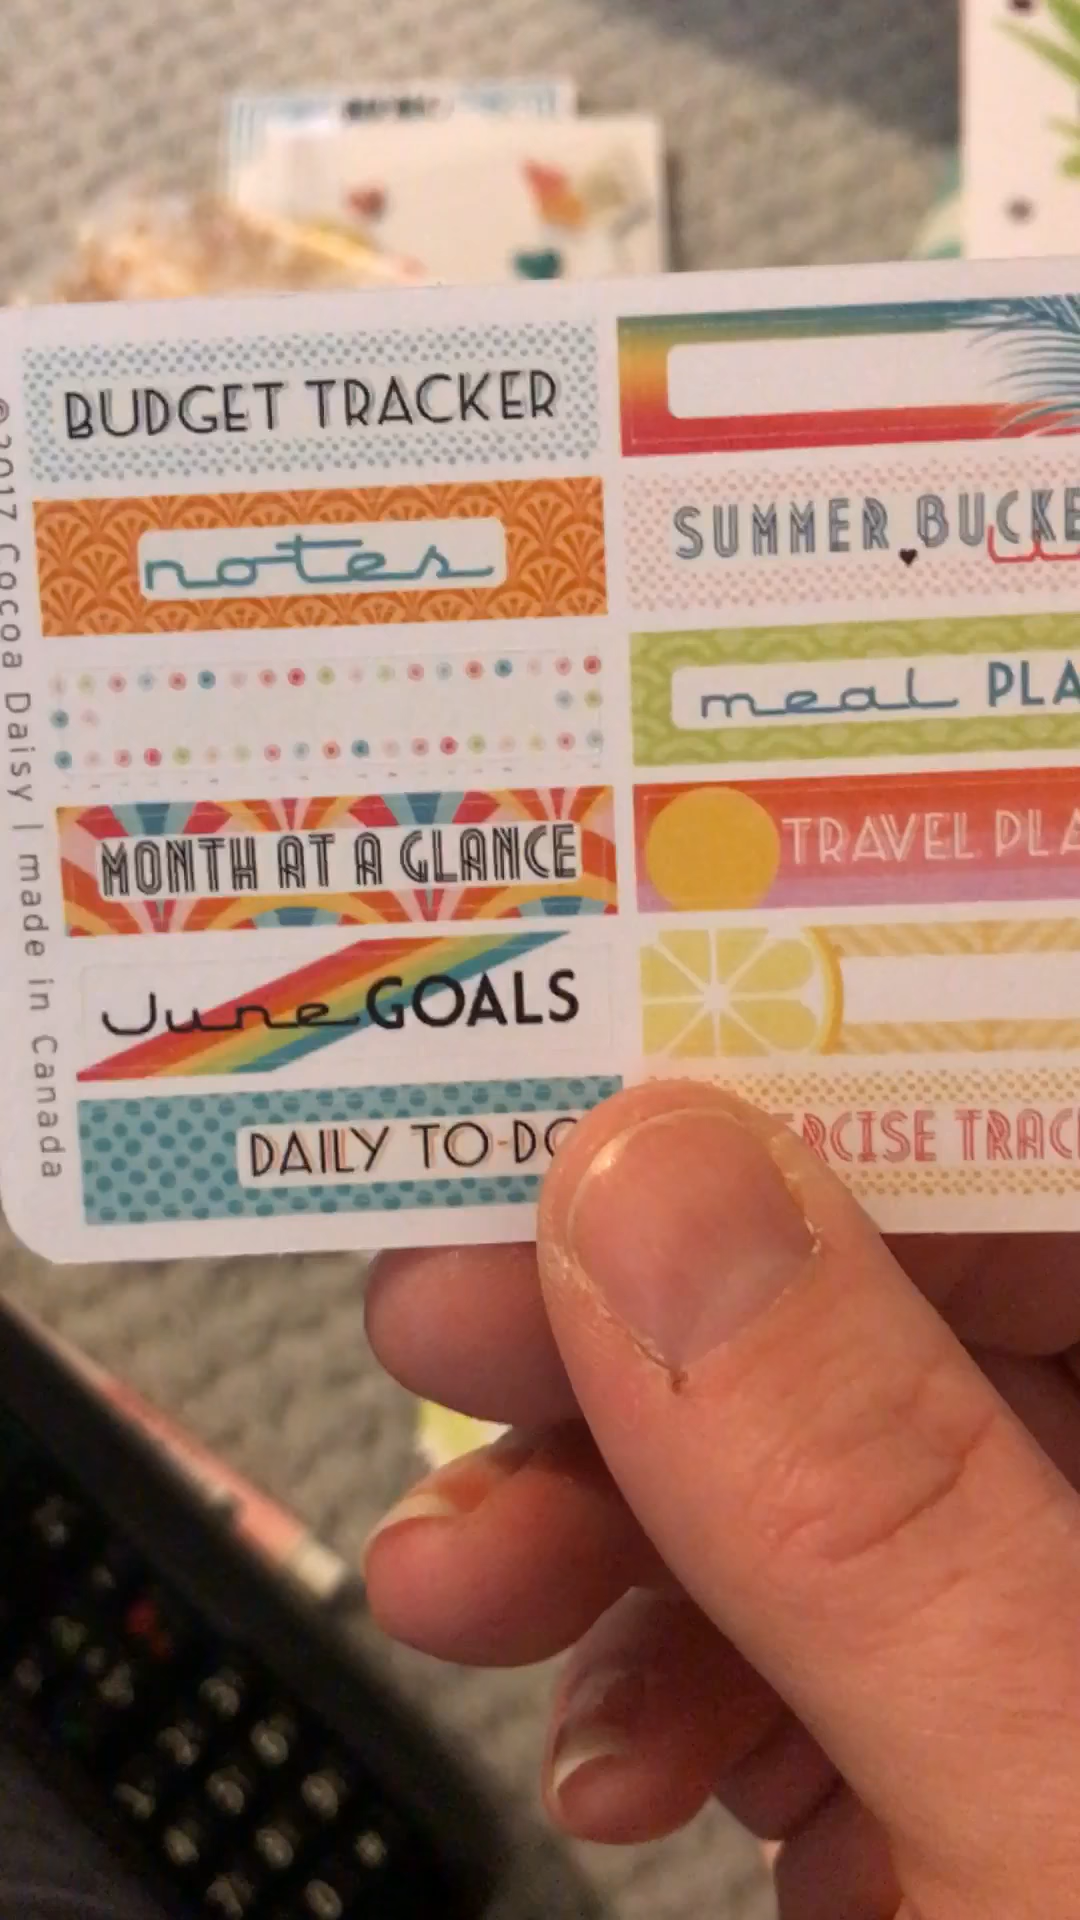 BUDGET TRACKER
notes
MONTH AT A GLANCE
June GOALS
DAILY TO-DO
SUMMER BUCKE
meal PLA
TRAVEL PLA
RCISE TRAC
©2017 Cocoa Daisy | made in Canada